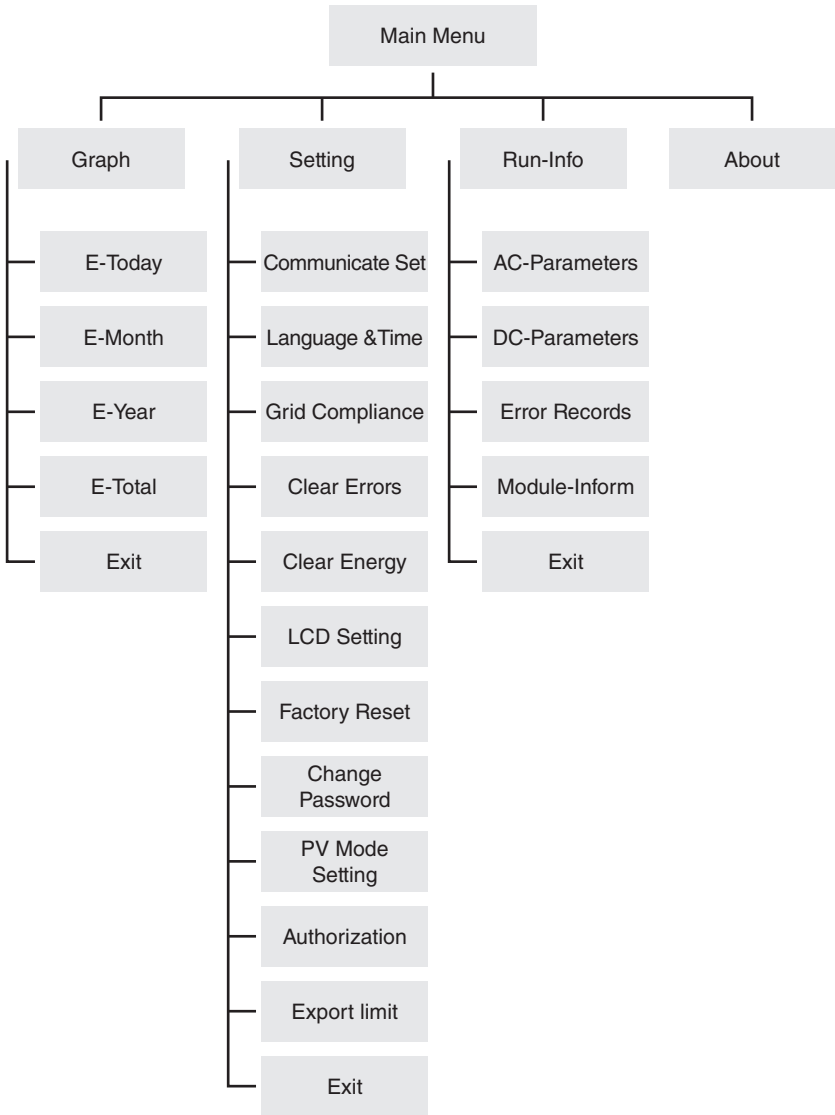 Main Menu
Graph
Setting
Run-Info
About
E-Today
E-Month
E-Year
E-Total
Exit
Communicate Set
Language &Time
Grid Compliance
Clear Errors
Clear Energy
LCD Setting
Factory Reset
Change
Password
PV Mode
Setting
Authorization
Export limit
Exit
AC-Parameters
DC-Parameters
Error Records
Module-Inform
Exit